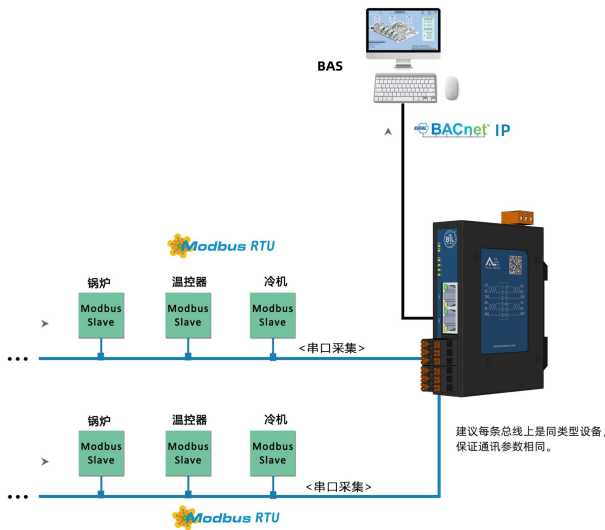 BAS
ASHRAE BACnet™ IP
Modbus RTU
锅炉
温控器
冷机
Modbus
Slave
Modbus
Slave
Modbus
Slave
<串口采集>
锅炉
温控器
冷机
Modbus
Slave
Modbus
Slave
Modbus
Slave
<串口采集>
Modbus RTU
BL
建议每条总线上是同类型设备，
保证通讯参数相同。